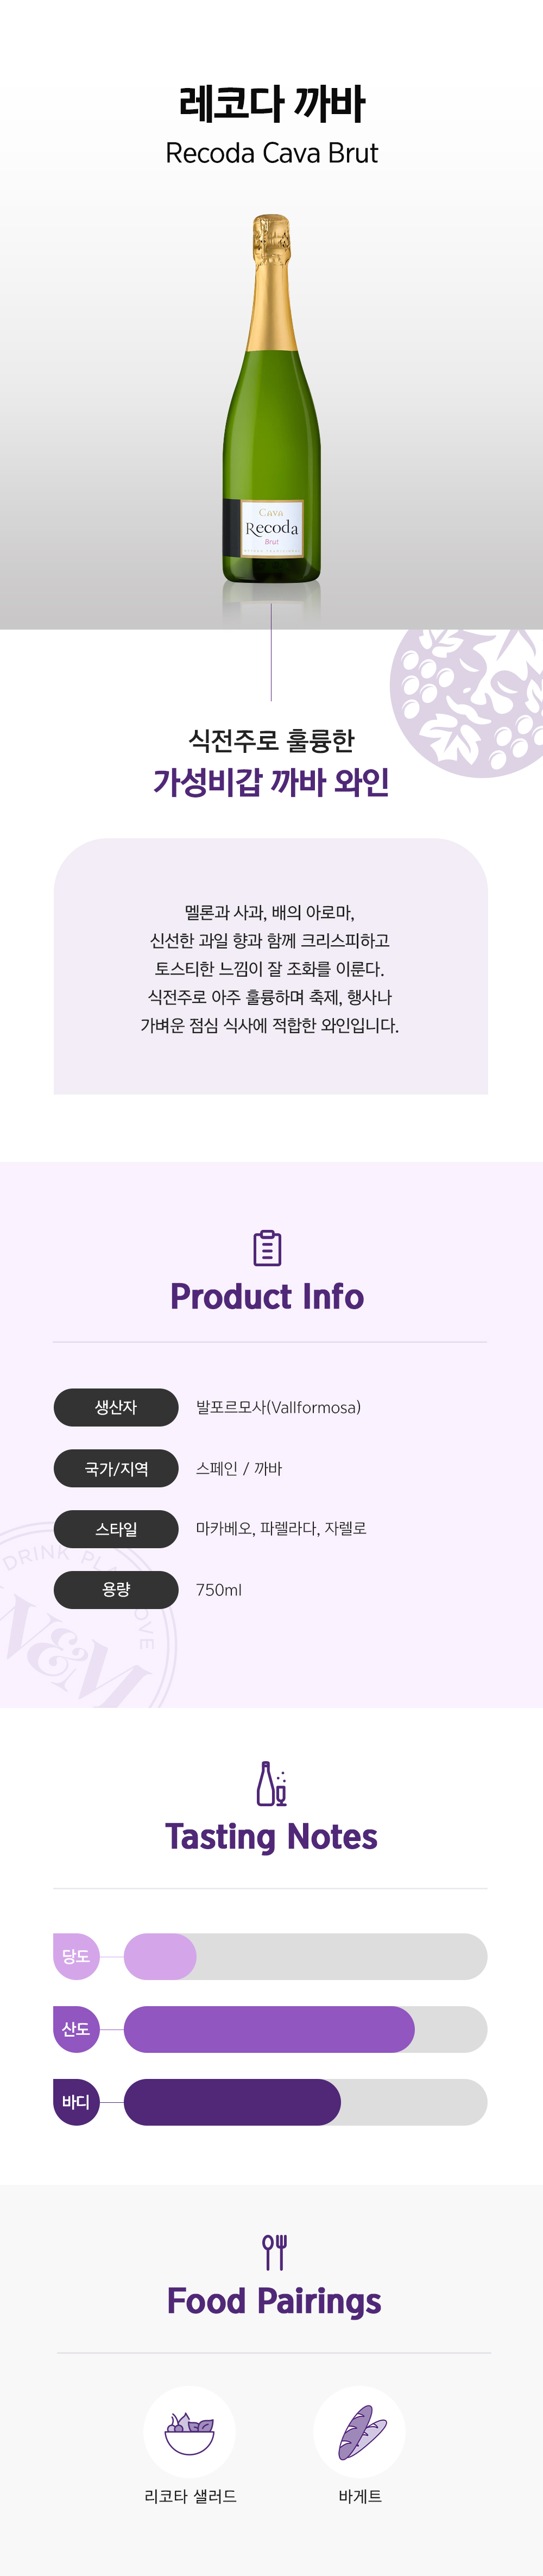 레코다 까바
Recoda Cava Brut
Cava
Recoda
Brut
식전주로 훌륭한
가성비갑 까바 와인
멜론과 사과, 배의 아로마,
신선한 과일 향과 함께 크리스피하고
토스티한 느낌이 잘 조화를 이룬다.
식전주로 아주 훌륭하며 축제, 행사나
가벼운 점심 식사에 적합한 와인입니다.
Product Info
생산자 발포르모사(Vallformosa)
국가/지역 스페인 / 까바
스타일 마카베오, 파렐라다, 자렐로
용량 750ml
DRINK
W&M
Tasting Notes
당도
산도
바디
Food Pairings
리코타 샐러드 바게트